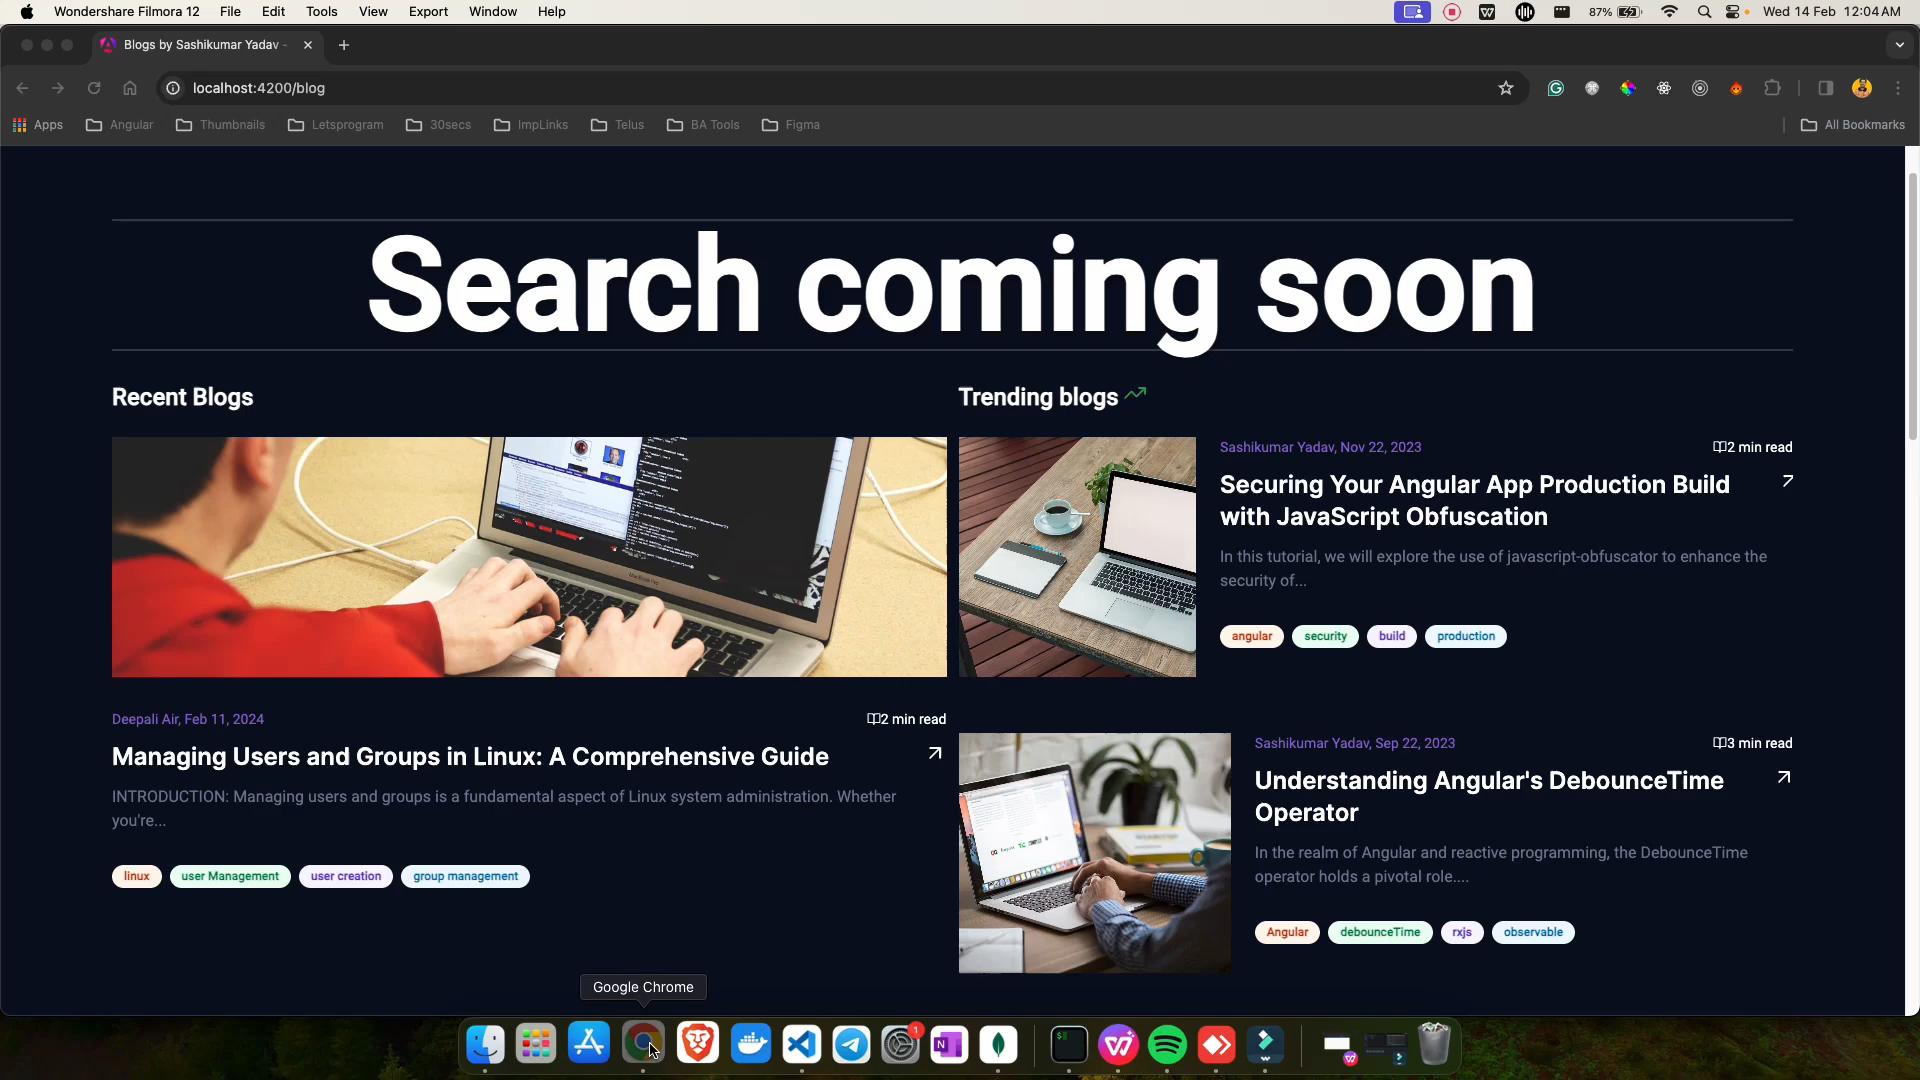 Wondershare Filmora 12 File Edit Tools View Export Window Help 87% Wed 14 Feb 12:04 AM
Blogs by Sashikumar Yadav -
localhost:4200/blog
Apps Angular Thumbnails Letsprogram 30secs ImpLinks Telus BA Tools Figma All Bookmarks
Search coming soon
Recent Blogs
Deepali Air, Feb 11, 2024 2 min read
Managing Users and Groups in Linux: A Comprehensive Guide
INTRODUCTION: Managing users and groups is a fundamental aspect of Linux system administration. Whether
you're...
linux user Management user creation group management
Trending blogs
Sashikumar Yadav, Nov 22, 2023 2 min read
Securing Your Angular App Production Build
with JavaScript Obfuscation
In this tutorial, we will explore the use of javascript-obfuscator to enhance the
security of...
angular security build production
Sashikumar Yadav, Sep 22, 2023 3 min read
Understanding Angular's DebounceTime
Operator
In the realm of Angular and reactive programming, the DebounceTime
operator holds a pivotal role....
Angular debounceTime rxjs observable
Google Chrome
1